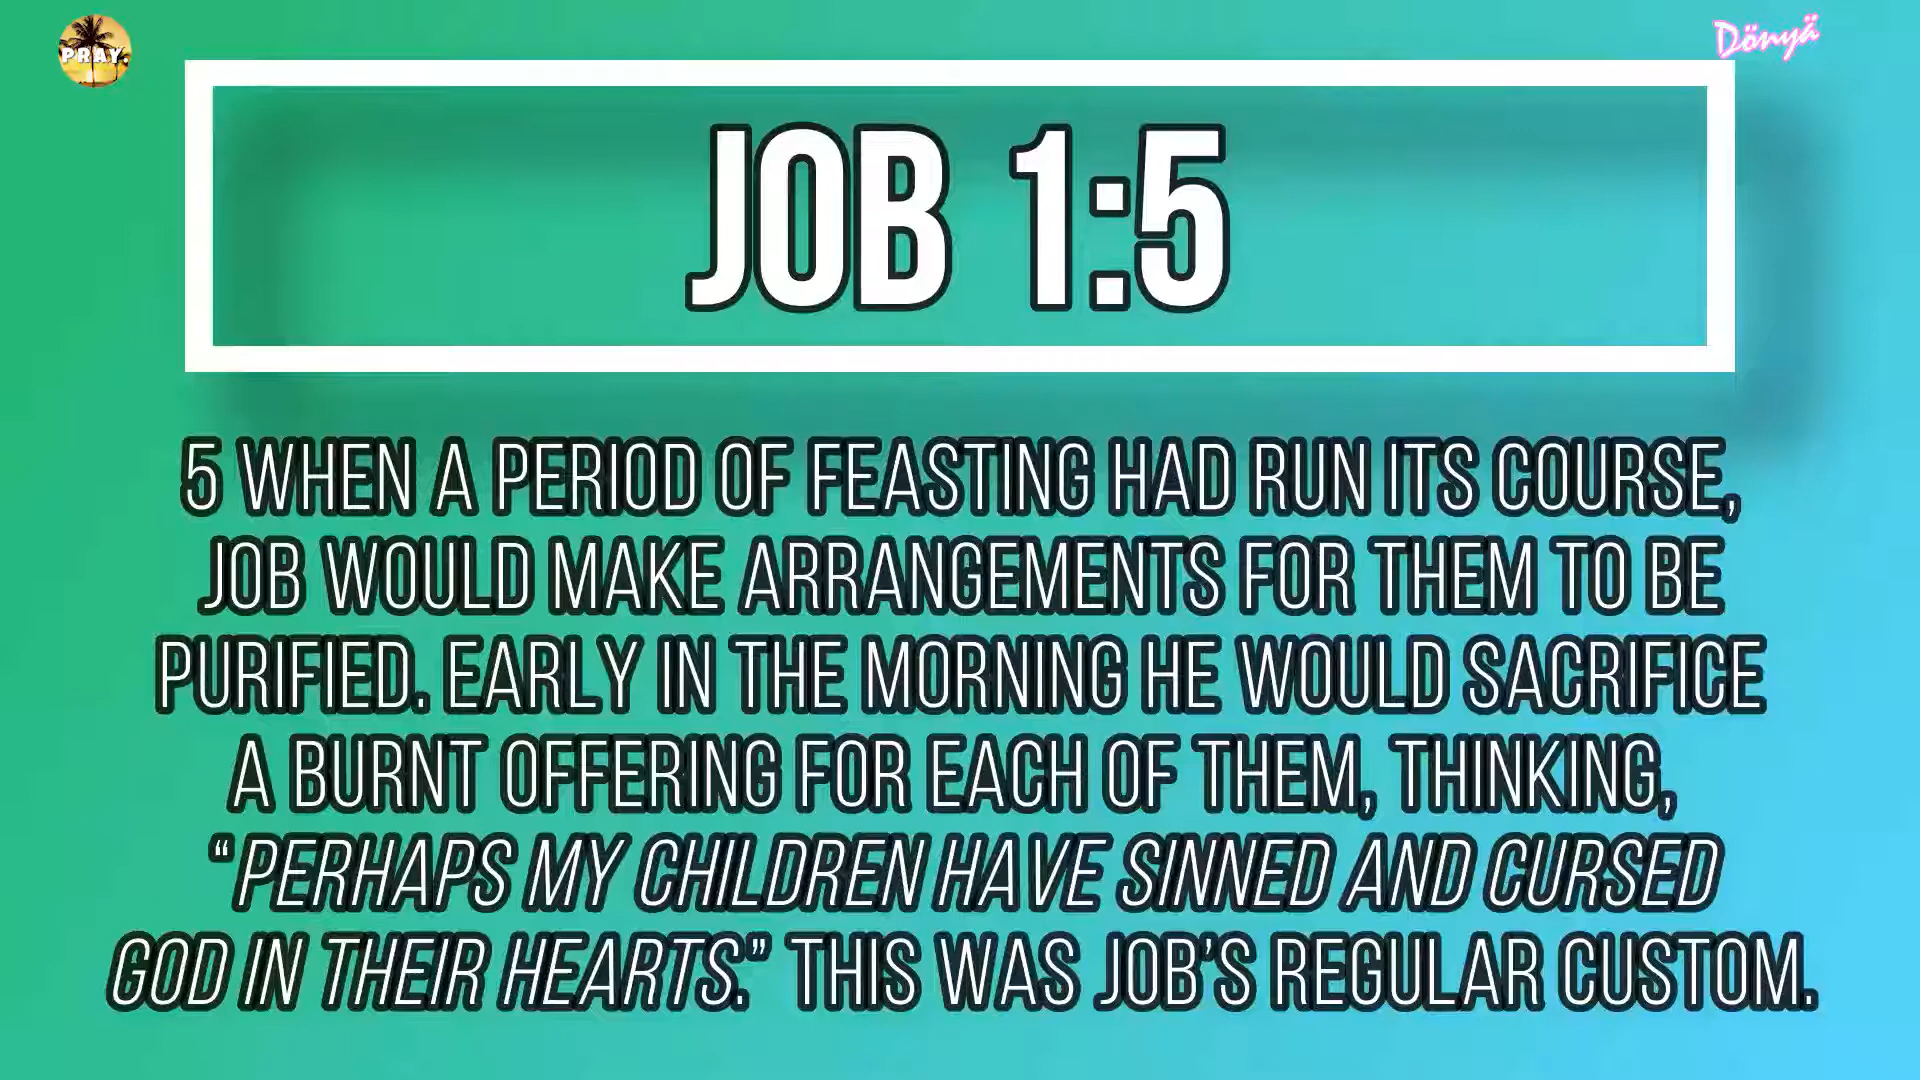 PRAY.
Dönyä
JOB 1:5
5 WHEN A PERIOD OF FEASTING HAD RUN ITS COURSE,
JOB WOULD MAKE ARRANGEMENTS FOR THEM TO BE
PURIFIED. EARLY IN THE MORNING HE WOULD SACRIFICE
A BURNT OFFERING FOR EACH OF THEM, THINKING,
“PERHAPS MY CHILDREN HAVE SINNED AND CURSED
GOD IN THEIR HEARTS.” THIS WAS JOB’S REGULAR CUSTOM.